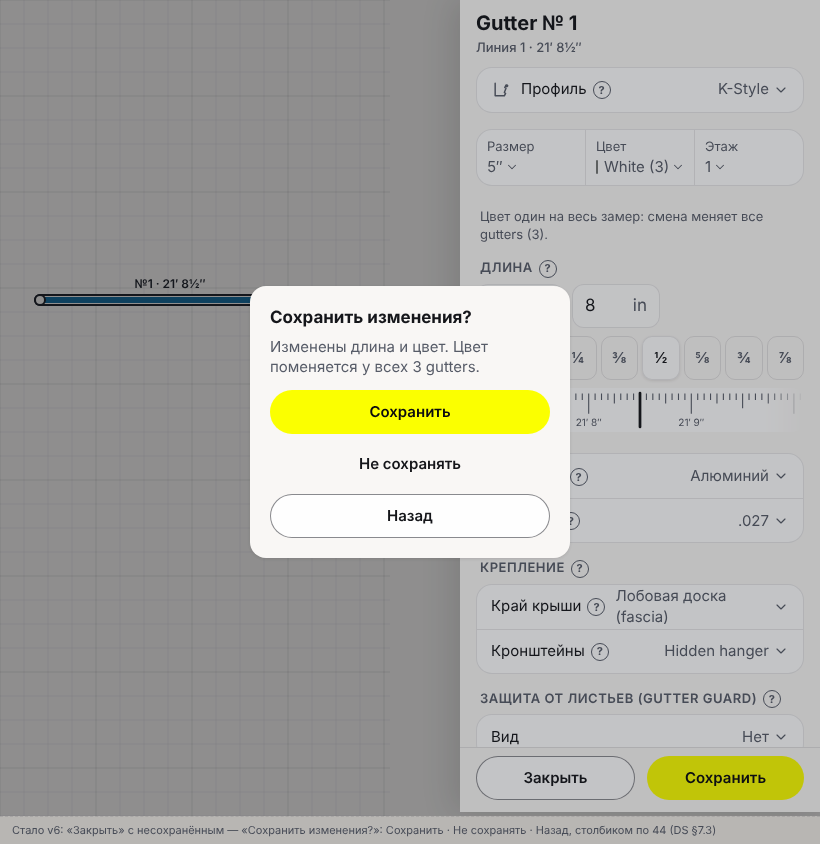 Gutter № 1
Линия 1 · 21′ 8½″
Профиль ? K-Style
Размер Цвет Этаж
5″ White (3) 1
Цвет один на весь замер: смена меняет все
gutters (3).
ДЛИНА ?
№1 · 21′ 8½″
8 in
¼ ⅜ ½ ⅝ ¾ ⅞
21′ 8″ 21′ 9″
Сохранить изменения?
Изменены длина и цвет. Цвет
поменяется у всех 3 gutters.
Сохранить
Не сохранять
Назад
? Алюминий
? .027
КРЕПЛЕНИЕ ?
Край крыши ? Лобовая доска
(fascia)
Кронштейны ? Hidden hanger
ЗАЩИТА ОТ ЛИСТЬЕВ (GUTTER GUARD) ?
Вид Нет
Закрыть Сохранить
Стало v6: «Закрыть» с несохранённым — «Сохранить изменения?»: Сохранить · Не сохранять · Назад, столбиком по 44 (DS §7.3)